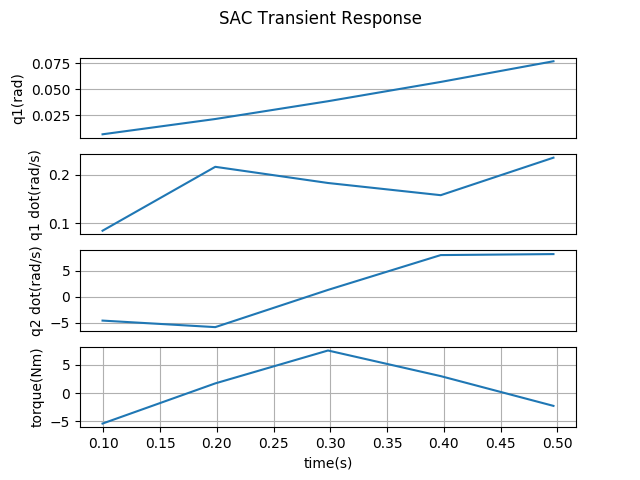 SAC Transient Response
0.075
0.050
0.025
q1(rad)
0.2
0.1
q1 dot(rad/s)
5
0
−5
q2 dot(rad/s)
5
0
−5
torque(Nm)
0.10 0.15 0.20 0.25 0.30 0.35 0.40 0.45 0.50
time(s)